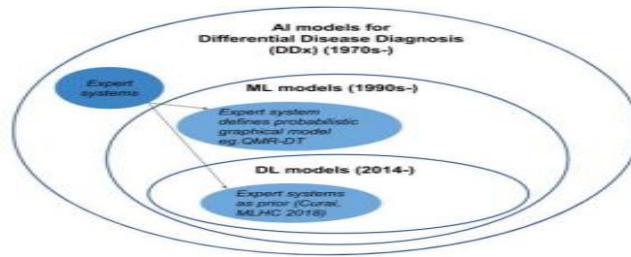 AI models for
Differential Disease Diagnosis
(DDx) (1970s-)
Expert
systems
ML models (1990s-)
Expert system
defines probabilistic
graphical model
eg.QMR-DT
DL models (2014-)
Expert systems
as prior (Curai,
MLHC 2018)